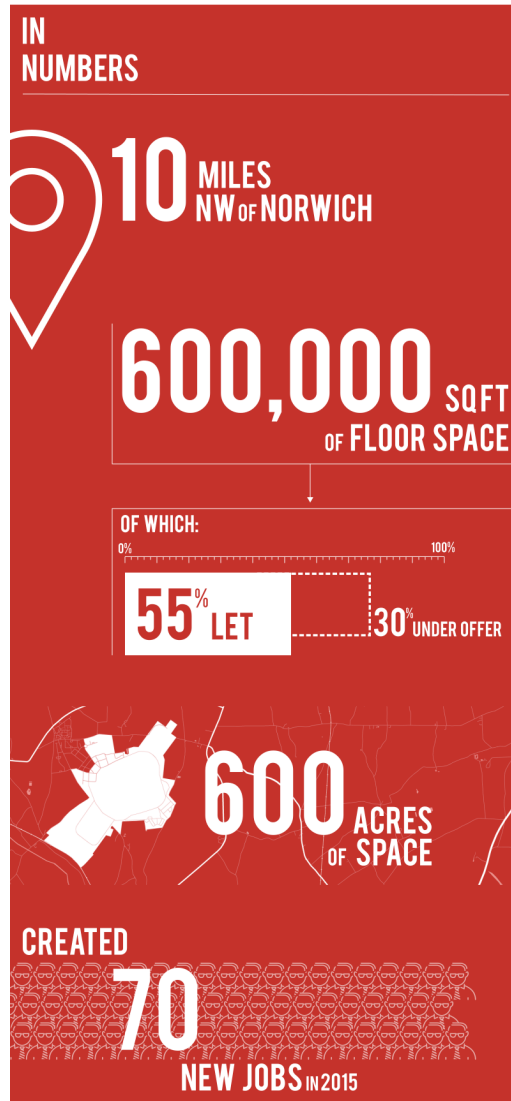 IN
NUMBERS
10 MILES
NW OF NORWICH
600,000 SQFT
OF FLOOR SPACE
OF WHICH:
0% 100%
55% LET
30% UNDER OFFER
600 ACRES
OF SPACE
CREATED
70
NEW JOBS IN 2015